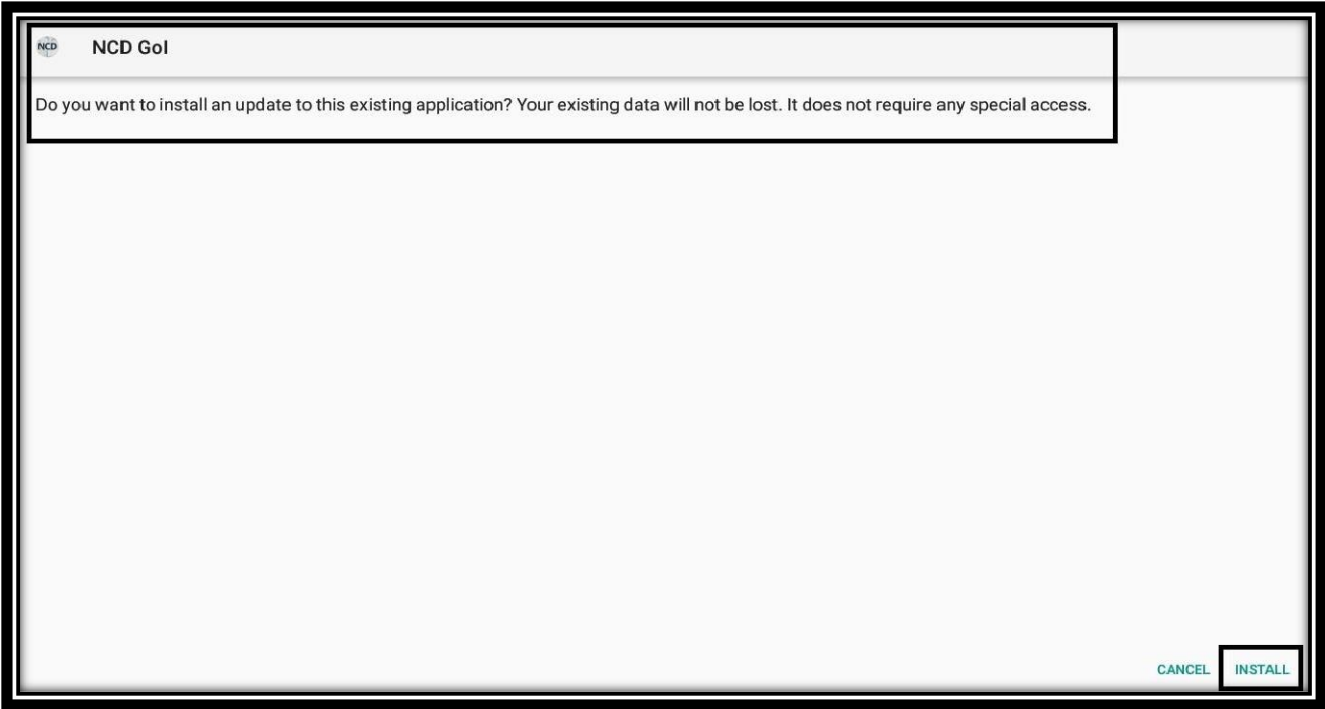 NCD
NCD GoI
Do you want to install an update to this existing application? Your existing data will not be lost. It does not require any special access.
CANCEL INSTALL